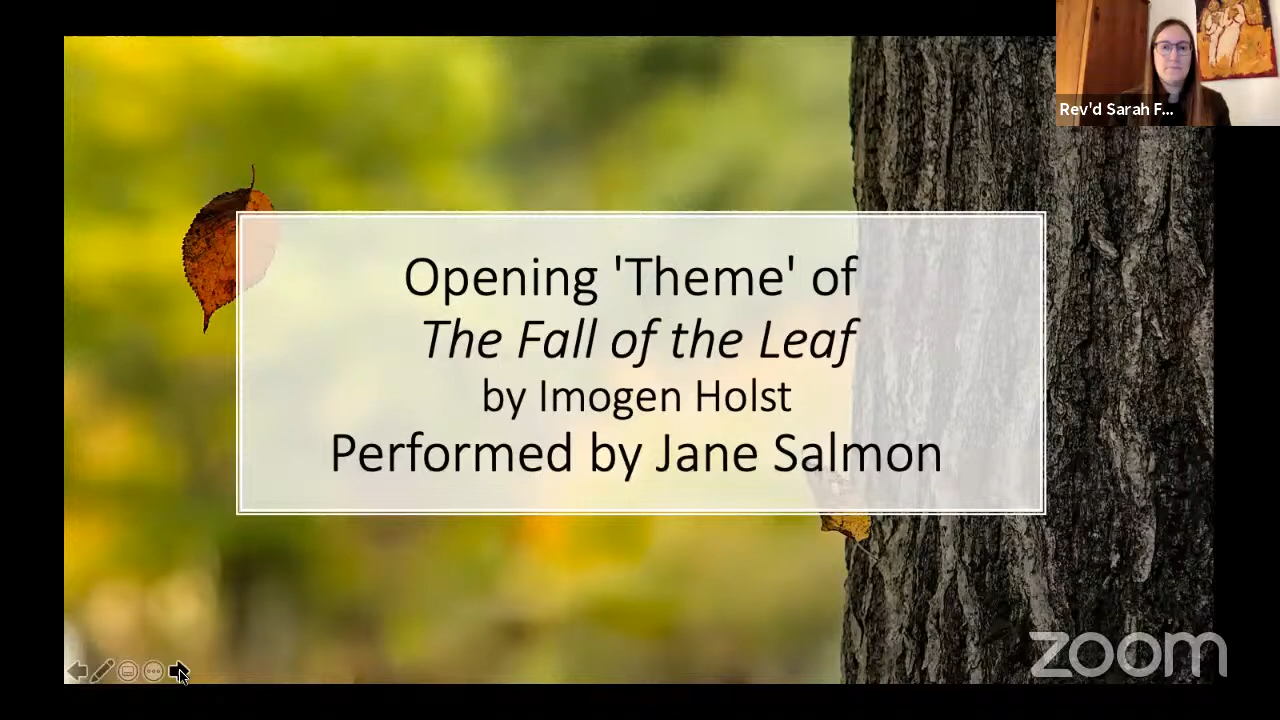 Rev'd Sarah F...
Opening 'Theme' of
The Fall of the Leaf
by Imogen Holst
Performed by Jane Salmon
zoom